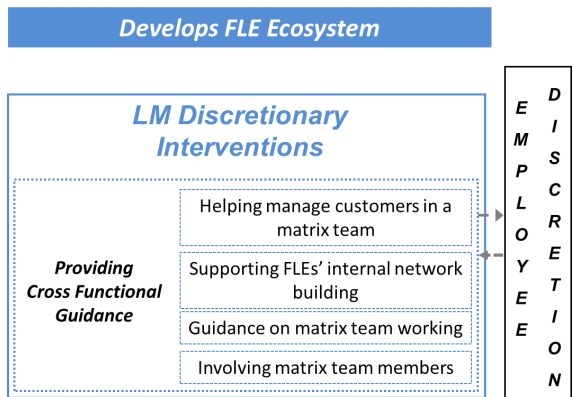 Develops FLE Ecosystem
LM Discretionary
Interventions
Providing
Cross Functional
Guidance
Helping manage customers in a
matrix team
Supporting FLEs' internal network
building
Guidance on matrix team working
Involving matrix team members
EMPLOYEE
DISCRETION